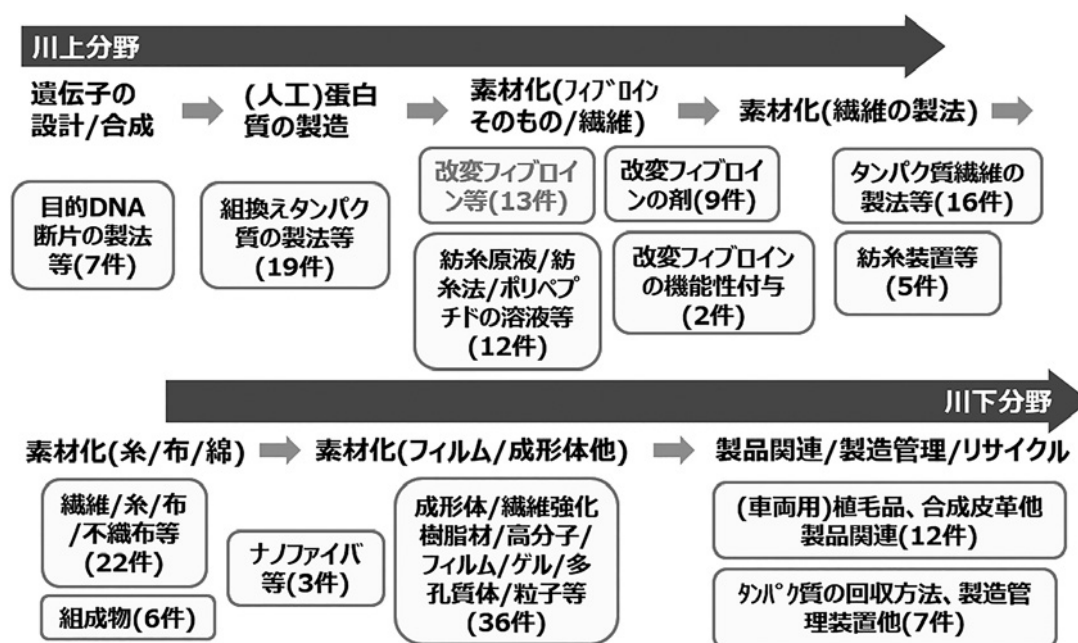 川上分野
遺伝子の
設計/合成
(人工)蛋白
質の製造
素材化(ﾌｨﾌﾞﾛｲﾝ
そのもの/繊維)
素材化(繊維の製法)
目的DNA
断片の製法
等(7件)
組換えタンパク
質の製法等
(19件)
改変フィブロイ
ン等(13件)
改変フィブロイ
ンの剤(9件)
タンパク質繊維の
製法等(16件)
紡糸原液/紡
糸法/ポリペプ
チドの溶液等
(12件)
改変フィブロイン
の機能性付与
(2件)
紡糸装置等
(5件)
川下分野
素材化(糸/布/綿)
素材化(フィルム/成形体他)
製品関連/製造管理/リサイクル
繊維/糸/布
/不織布等
(22件)
組成物(6件)
ナノファイバ
等(3件)
成形体/繊維強化
樹脂材/高分子/
フィルム/ゲル/多
孔質体/粒子等
(36件)
(車両用)植毛品、合成皮革他
製品関連(12件)
ﾀﾝﾊﾟｸ質の回収方法、製造管
理装置他(7件)